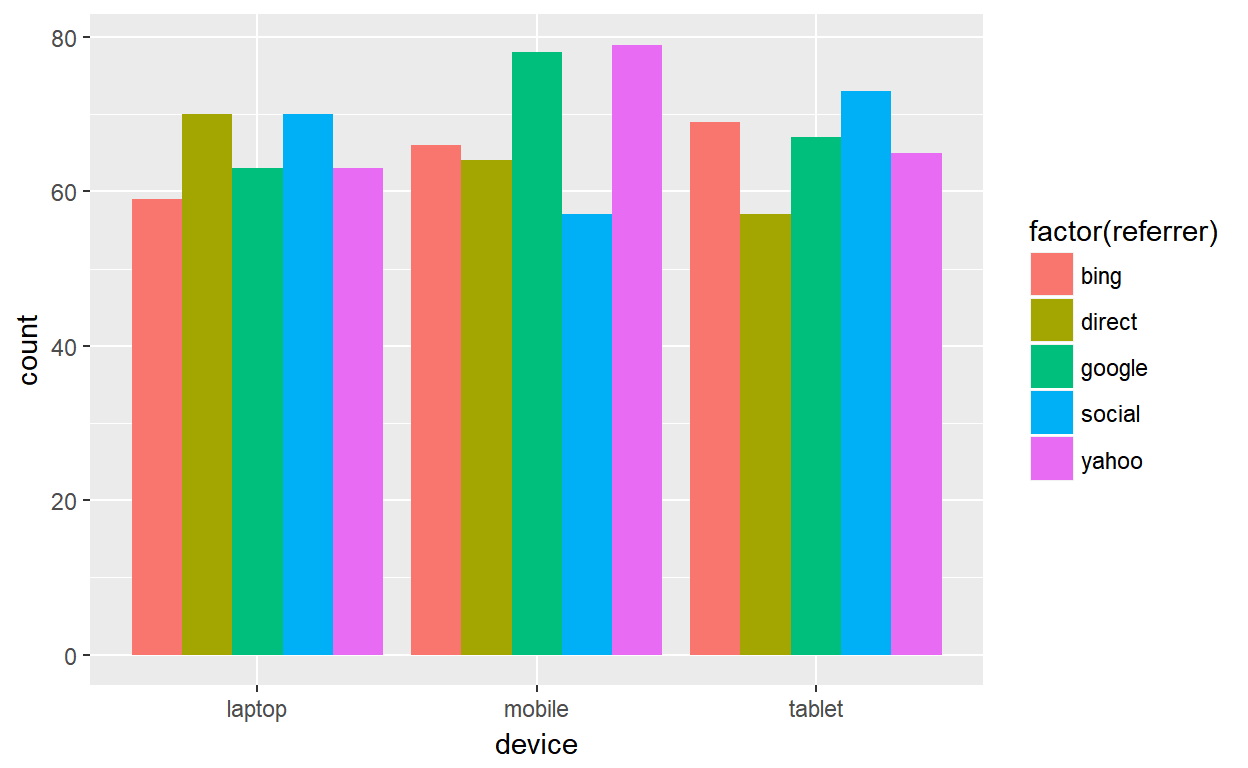 80
60
40
20
0
count
laptop mobile tablet
device
factor(referrer)
bing
direct
google
social
yahoo